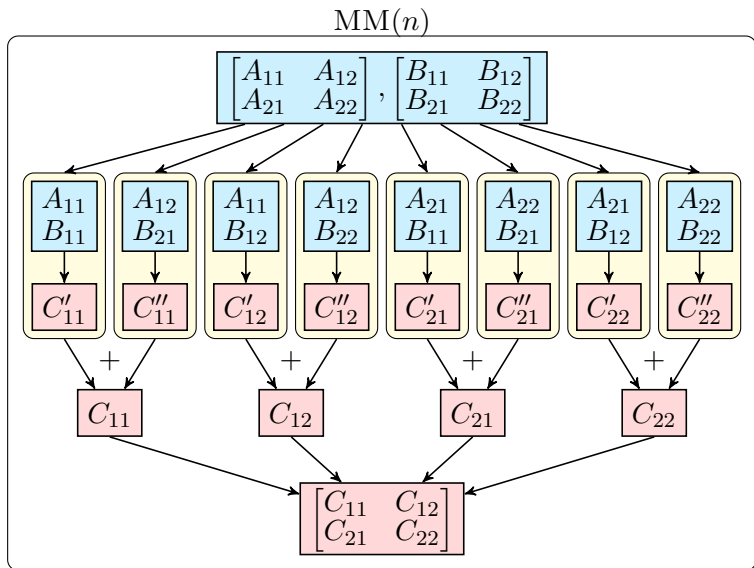 MM(n)
[A11 A12 A21 A22], [B11 B12 B21 B22]
A11 A12 A11 A12 A21 A22 A21 A22
B11 B21 B12 B22 B11 B21 B12 B22
C′11 C″11 C′12 C″12 C′21 C″21 C′22 C″22
+ + + +
C11 C12 C21 C22
[C11 C12
C21 C22]